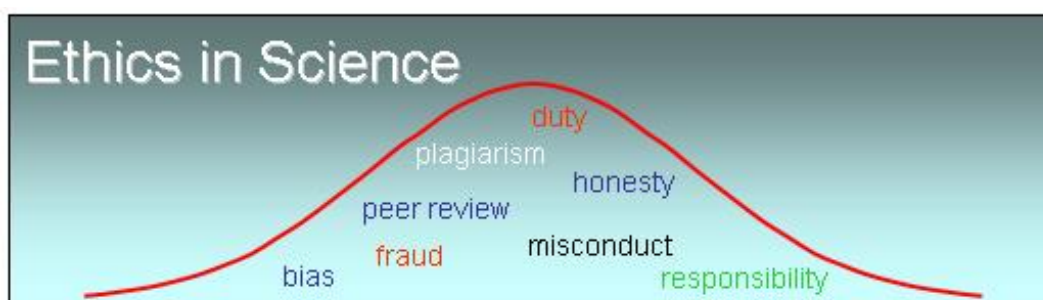 Ethics in Science
duty
plagiarism
honesty
peer review
misconduct
fraud
bias
responsibility